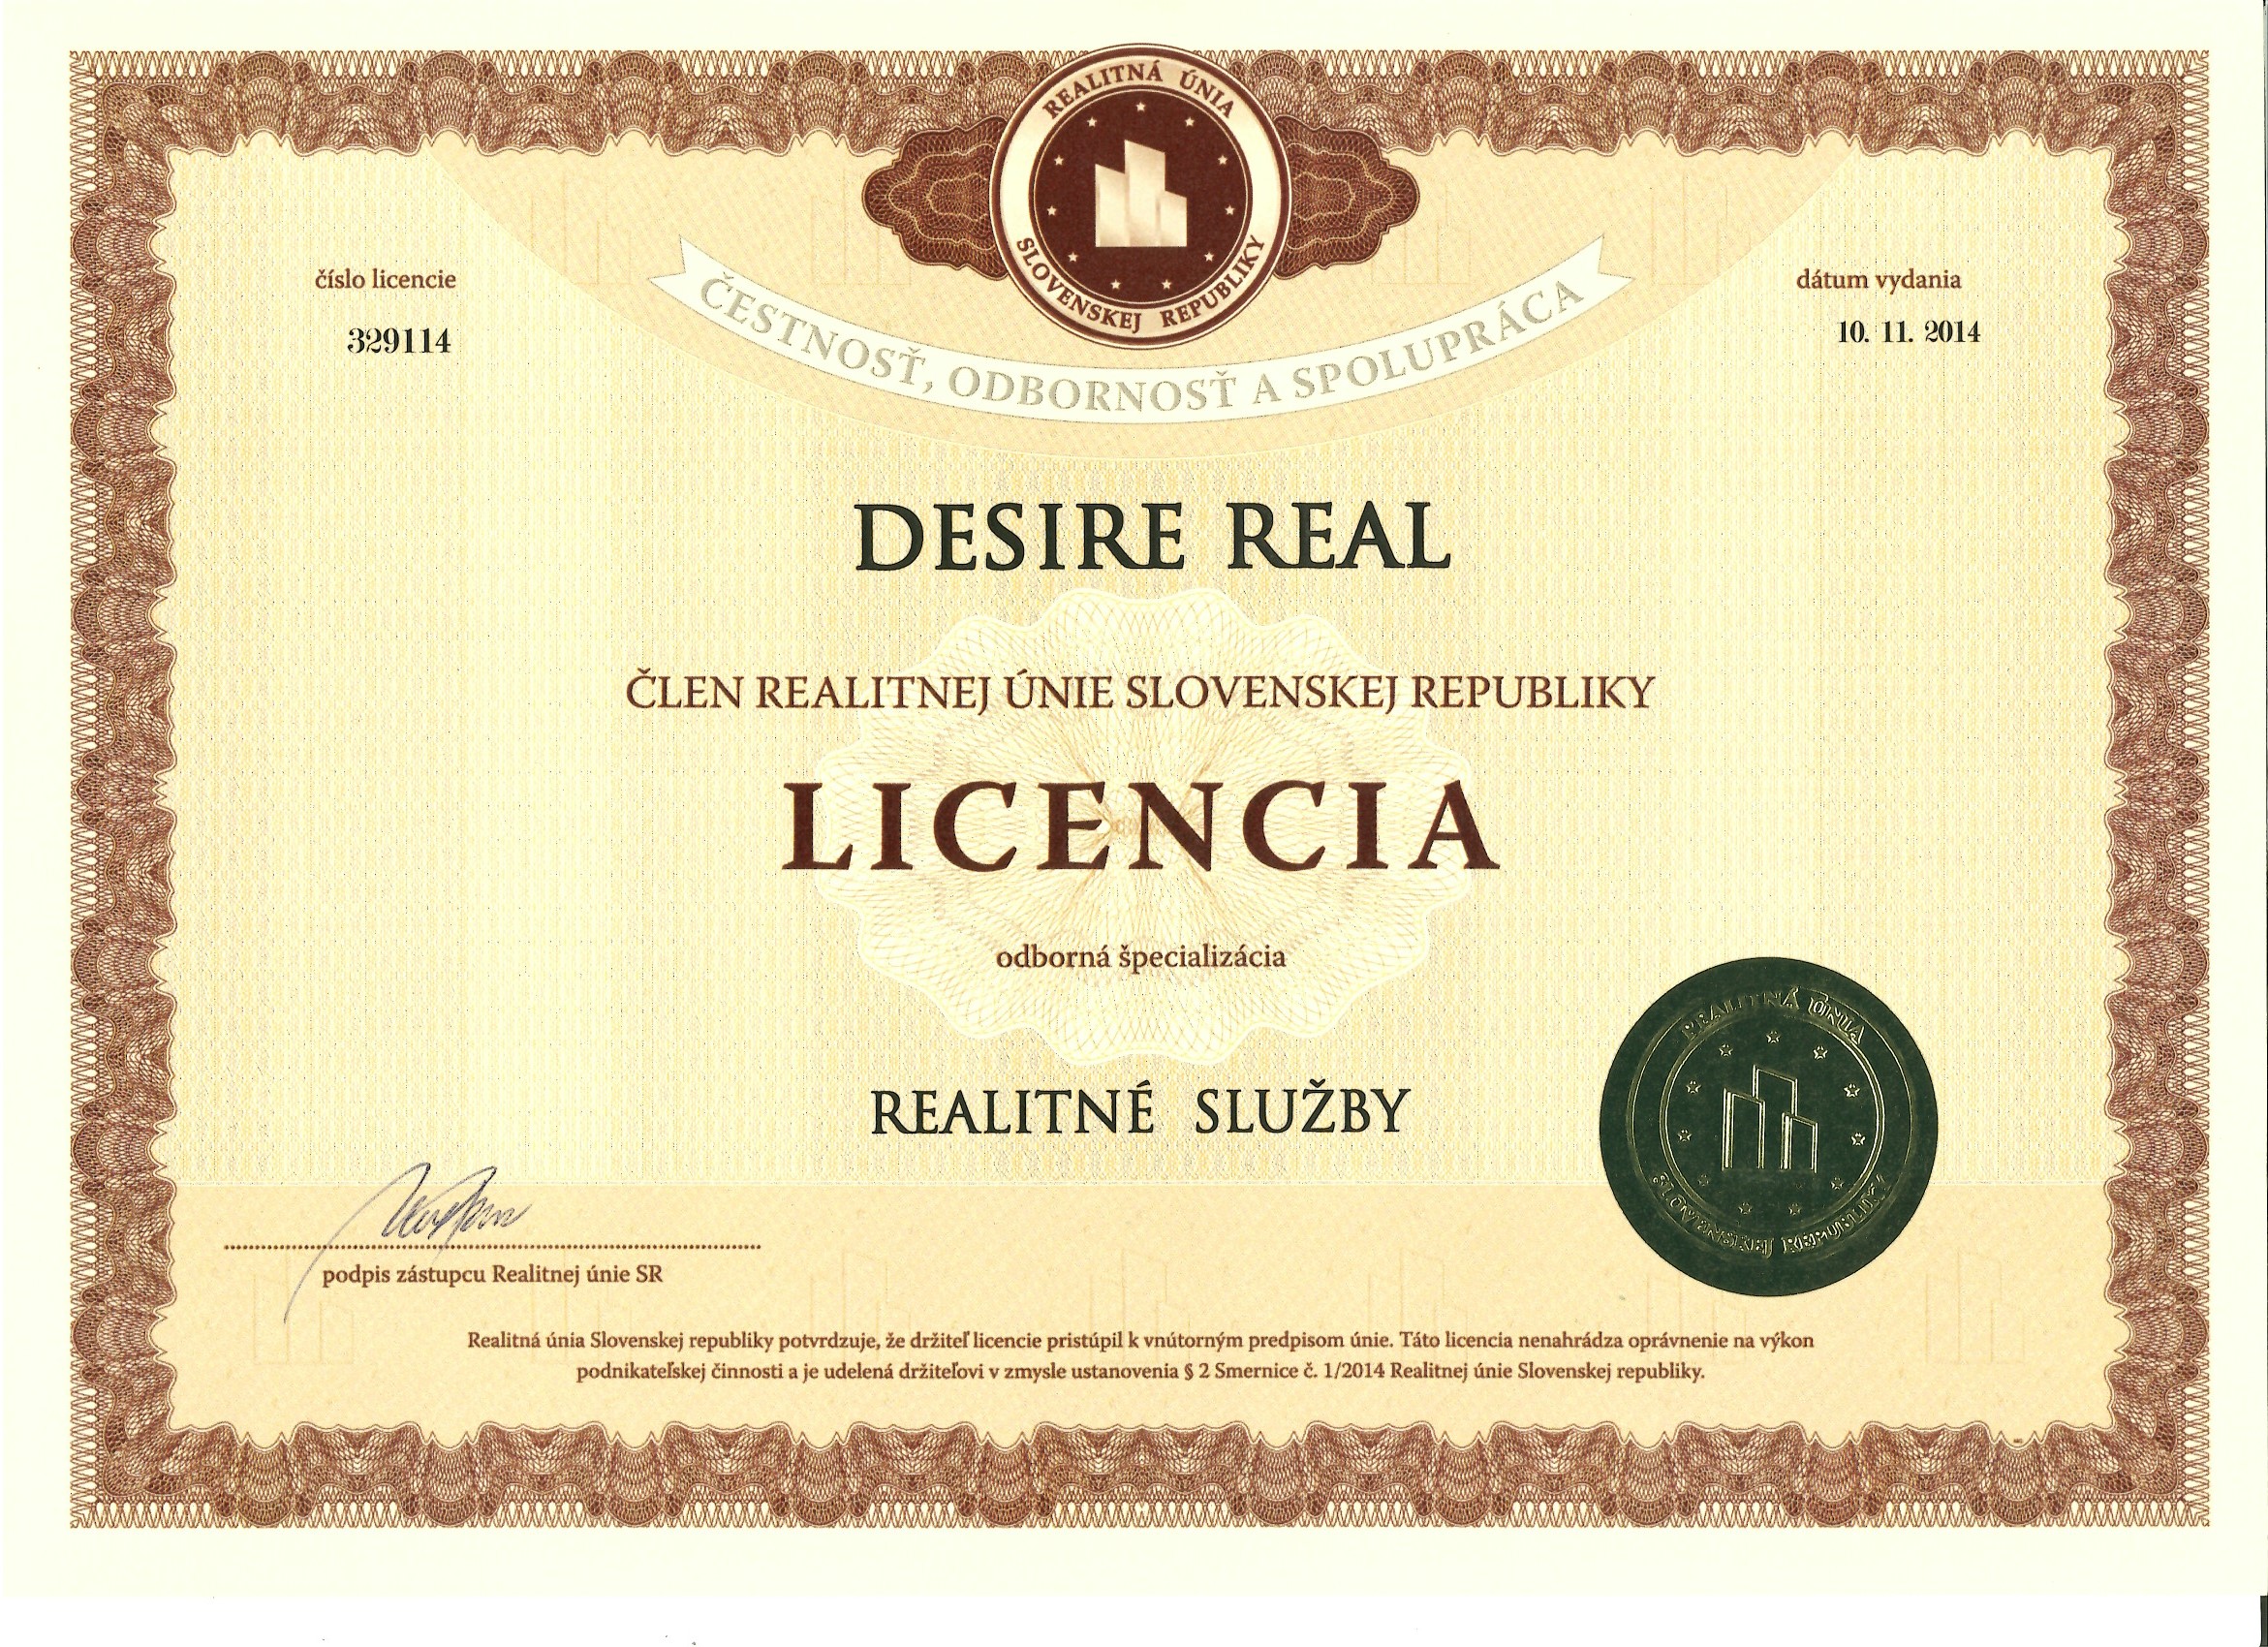 REALITNÁ ÚNIA
SLOVENSKEJ REPUBLIKY
ČESTNOSŤ, ODBORNOSŤ A SPOLUPRÁCA
číslo licencie
329114
dátum vydania
10. 11. 2014
DESIRE REAL
ČLEN REALITNEJ ÚNIE SLOVENSKEJ REPUBLIKY
LICENCIA
odborná špecializácia
REALITNÉ SLUŽBY
REALITNÁ ÚNIA
SLOVENSKEJ REPUBLIKY
podpis zástupcu Realitnej únie SR
Realitná únia Slovenskej republiky potvrdzuje, že držiteľ licencie pristúpil k vnútorným predpisom únie. Táto licencia nenahrádza oprávnenie na výkon
podnikateľskej činnosti a je udelená držiteľovi v zmysle ustanovenia § 2 Smernice č. 1/2014 Realitnej únie Slovenskej republiky.